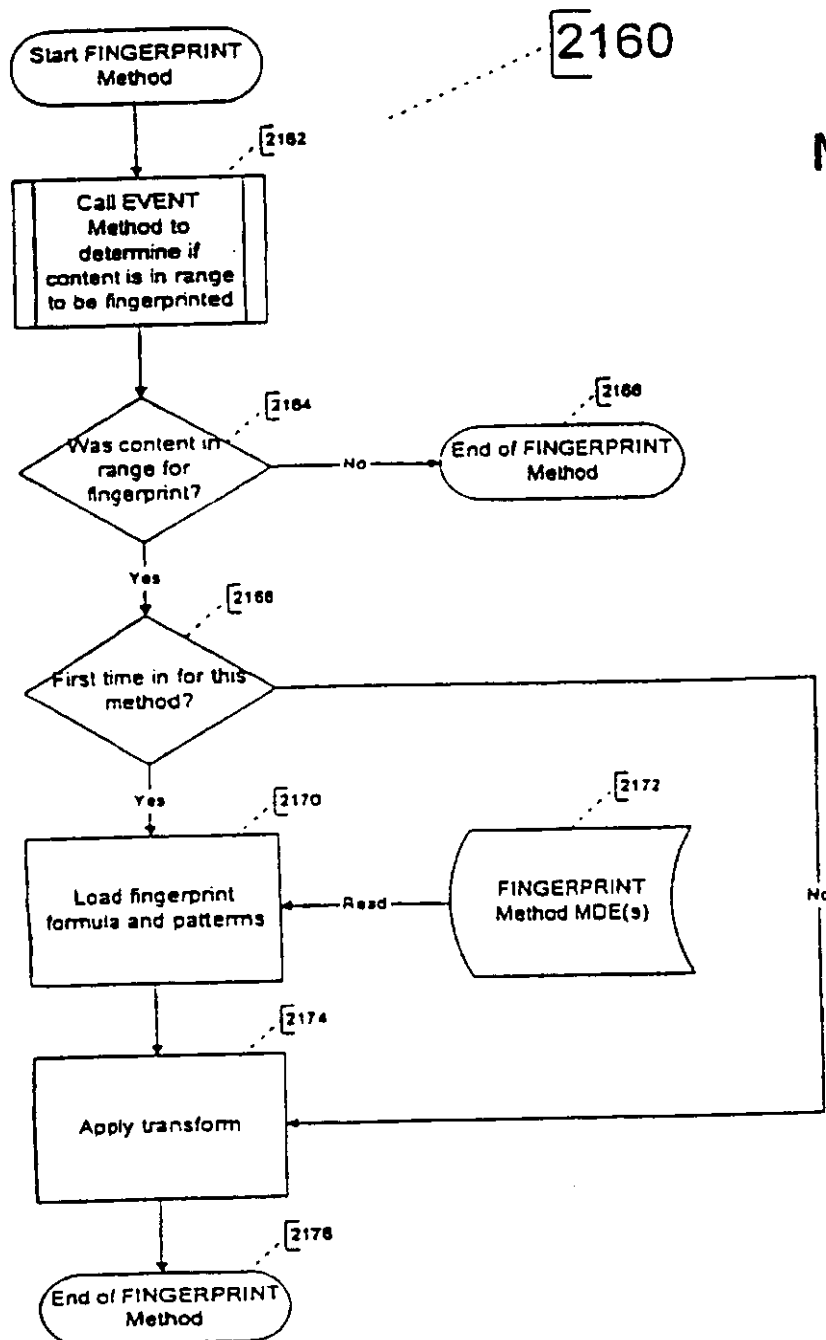 2160
Start FINGERPRINT
Method
2162
Call EVENT
Method to
determine if
content is in range
to be fingerprinted
2164
Was content in
range for
fingerprint?
No
2166
End of FINGERPRINT
Method
Yes
2168
First time in for this
method?
No
Yes
2170
Load fingerprint
formula and patterns
Read
2172
FINGERPRINT
Method MDE(s)
2174
Apply transform
2176
End of FINGERPRINT
Method